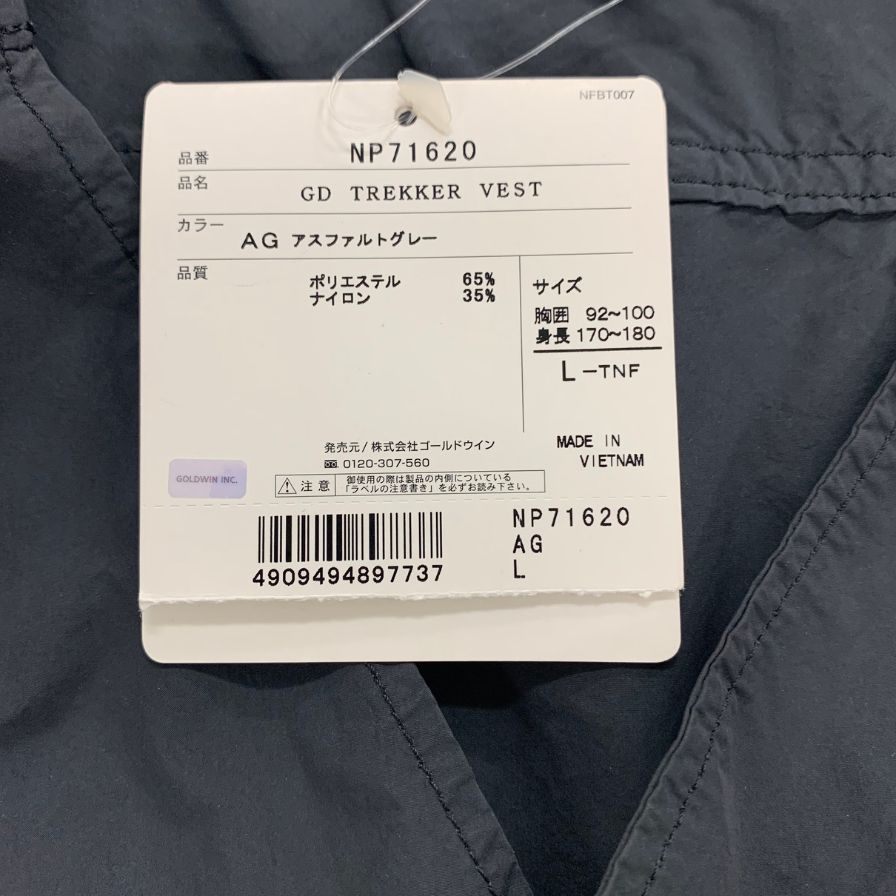 NFBT007
品番 NP71620
品名 GD TREKKER VEST
カラー AG アスファルトグレー
品質 ポリエステル 65%
ナイロン 35%
サイズ
胸囲 92~100
身長 170~180
L-TNF
発売元/株式会社ゴールドウイン
0120-307-560
注意 御使用の際は製品の内側についている
「ラベルの注意書き」を必ずお読み下さい。
MADE IN
VIETNAM
GOLDWIN INC.
4909494897737
NP71620
AG
L